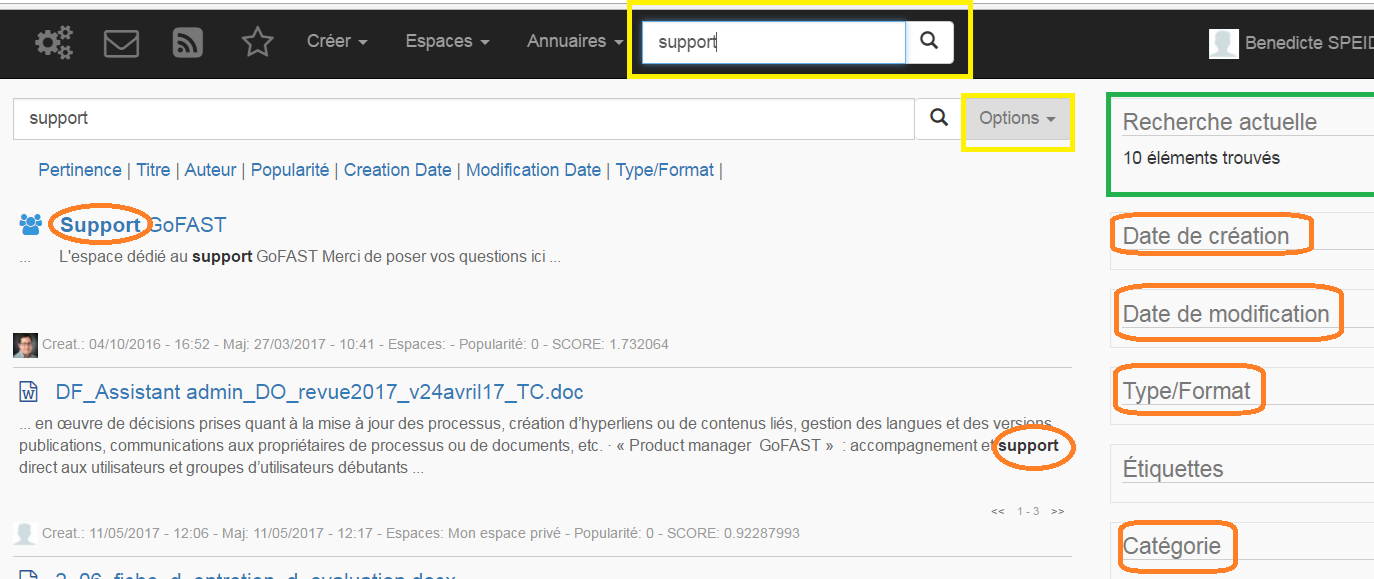 Créer Espaces Annuaires support Benedicte SPEID
support Options
Pertinence | Titre | Auteur | Popularité | Creation Date | Modification Date | Type/Format |
Support GoFAST
... L'espace dédié au support GoFAST Merci de poser vos questions ici ...
Creat.: 04/10/2016 - 16:52 - Maj: 27/03/2017 - 10:41 - Espaces: - Popularité: 0 - SCORE: 1.732064
DF_Assistant admin_DO_revue2017_v24avril17_TC.doc
... en œuvre de décisions prises quant à la mise à jour des processus, création d’hyperliens ou de contenus liés, gestion des langues et des versions
publications, communications aux propriétaires de processus ou de documents, etc. · « Product manager GoFAST » : accompagnement et support
direct aux utilisateurs et groupes d’utilisateurs débutants ...
<< 1 - 3 >>
Creat.: 11/05/2017 - 12:06 - Maj: 11/05/2017 - 12:17 - Espaces: Mon espace privé - Popularité: 0 - SCORE: 0.92287993
Recherche actuelle
10 éléments trouvés
Date de création
Date de modification
Type/Format
Étiquettes
Catégorie